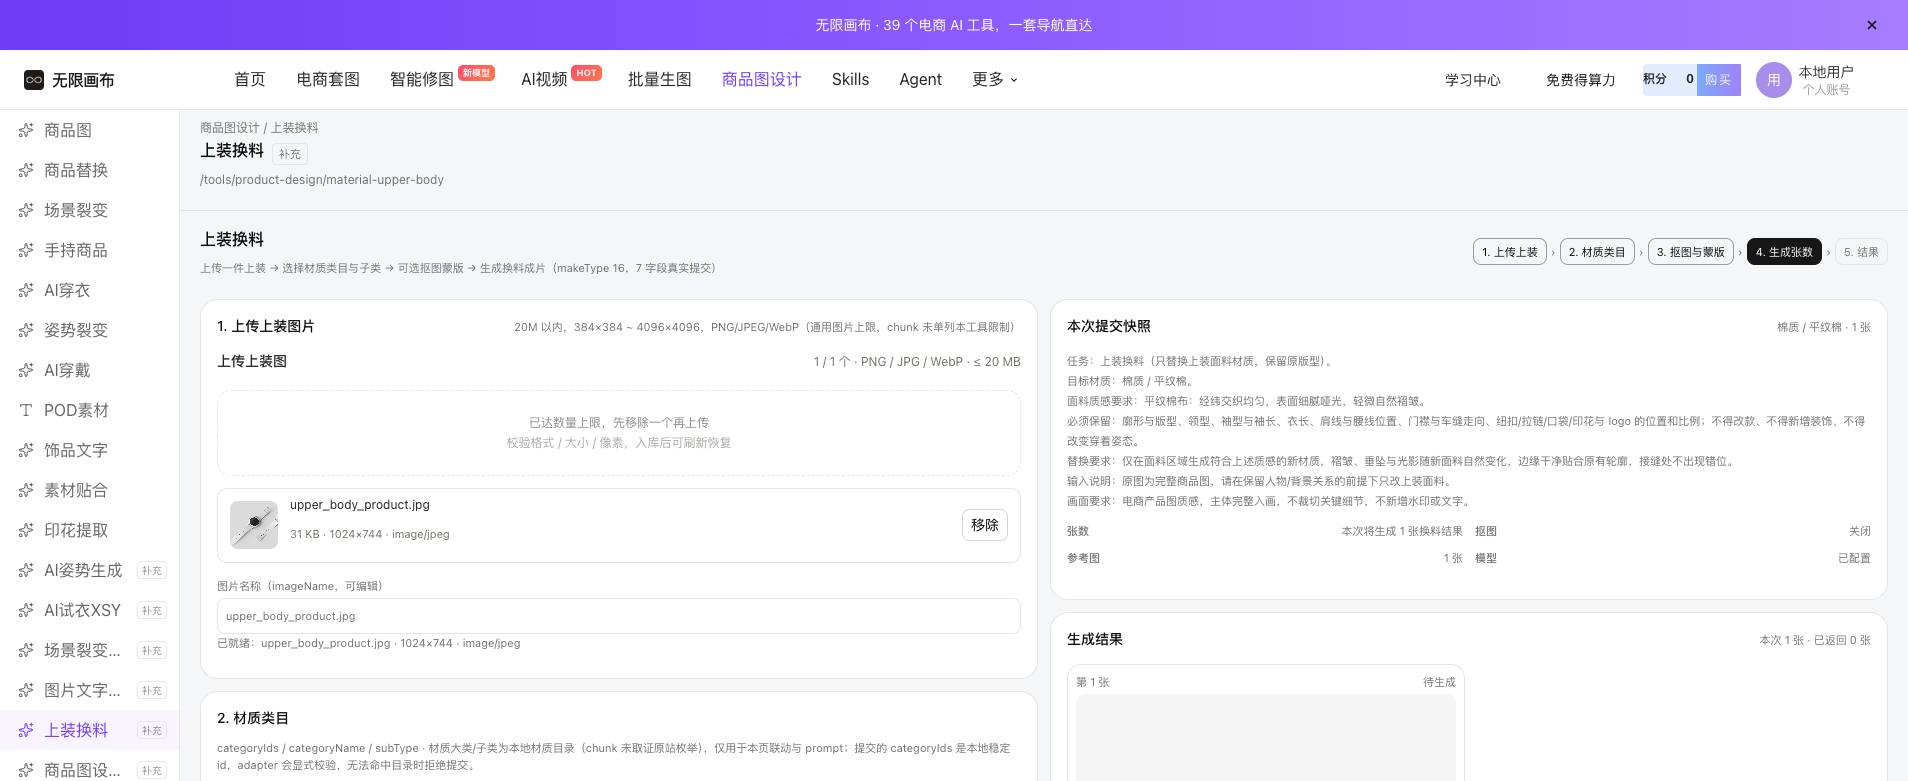 无限画布 · 39 个电商 AI 工具，一套导航直达
×
无限画布
首页
电商套图
智能修图
新模型
AI视频
HOT
批量生图
商品图设计
Skills
Agent
更多
学习中心
免费得算力
积分 0 购买
用
本地用户
个人账号
商品图
商品替换
场景裂变
手持商品
AI穿衣
姿势裂变
AI穿戴
POD素材
饰品文字
素材贴合
印花提取
AI姿势生成 补充
AI试衣XSY 补充
场景裂变... 补充
图片文字... 补充
上装换料 补充
商品图设... 补充
商品图设计 / 上装换料
上装换料 补充
/tools/product-design/material-upper-body
上装换料
上传一件上装 → 选择材质类目与子类 → 可选抠图蒙版 → 生成换料成片（makeType 16，7 字段真实提交）
1. 上传上装 › 2. 材质类目 › 3. 抠图与蒙版 › 4. 生成张数 › 5. 结果
1. 上传上装图片
20M 以内，384×384 ~ 4096×4096，PNG/JPEG/WebP（通用图片上限，chunk 未单列本工具限制）
上传上装图
1 / 1 个 · PNG / JPG / WebP · ≤ 20 MB
已达数量上限，先移除一个再上传
校验格式 / 大小 / 像素，入库后可刷新恢复
upper_body_product.jpg
31 KB · 1024×744 · image/jpeg
移除
图片名称（imageName，可编辑）
upper_body_product.jpg
已就绪：upper_body_product.jpg · 1024×744 · image/jpeg
2. 材质类目
categoryIds / categoryName / subType · 材质大类/子类为本地材质目录（chunk 未取证原站枚举），仅用于本页联动与 prompt；提交的 categoryIds 是本地稳定
id，adapter 会显式校验，无法命中目录时拒绝提交。
本次提交快照
棉质 / 平纹棉 · 1 张
任务：上装换料（只替换上装面料材质，保留原版型）。
目标材质：棉质 / 平纹棉。
面料质感要求：平纹棉布：经纬交织均匀，表面细腻哑光，轻微自然褶皱。
必须保留：廓形与版型、领型、袖型与袖长、衣长、肩线与腰线位置、门襟与车缝走向、纽扣/拉链/口袋/印花与 logo 的位置和比例；不得改款、不得新增装饰、不得
改变穿着姿态。
替换要求：仅在面料区域生成符合上述质感的新材质，褶皱、垂坠与光影随新面料自然变化，边缘干净贴合原有轮廓，接缝处不出现错位。
输入说明：原图为完整商品图，请在保留人物/背景关系的前提下只改上装面料。
画面要求：电商产品图质感，主体完整入画，不裁切关键细节，不新增水印或文字。
张数 本次将生成 1 张换料结果 抠图 关闭
参考图 1 张 模型 已配置
生成结果
本次 1 张 · 已返回 0 张
第 1 张
待生成